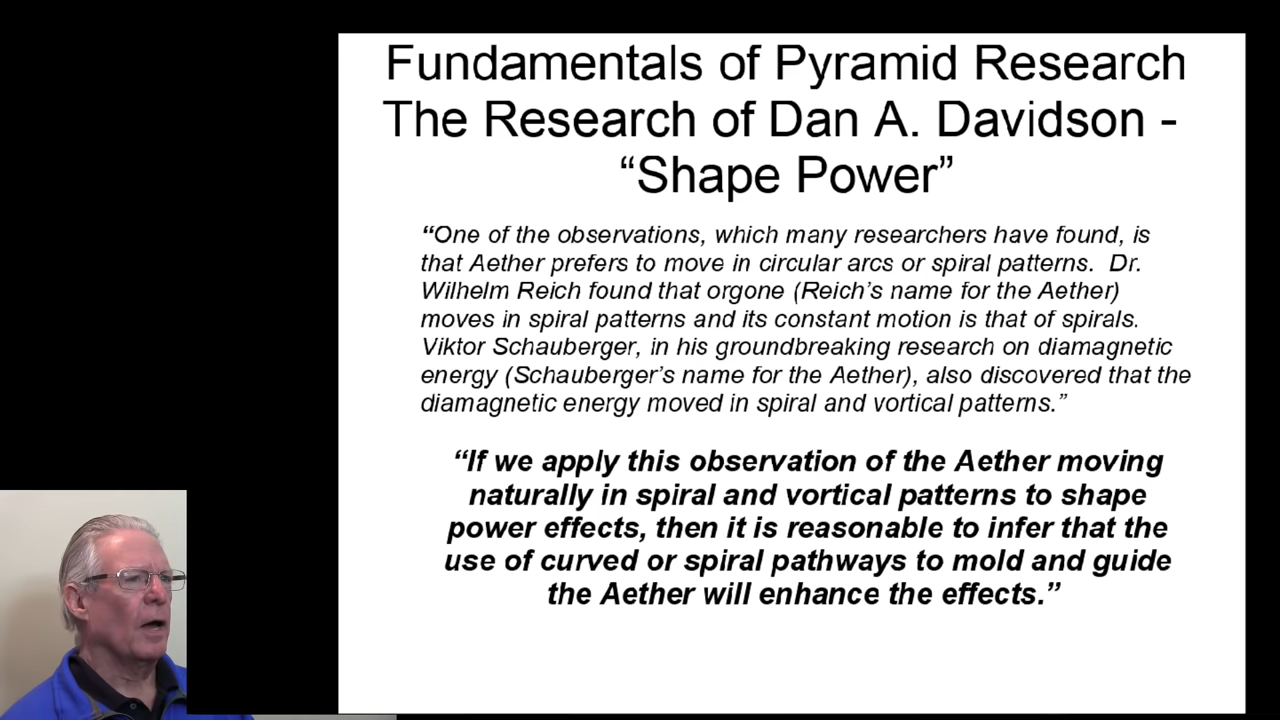 Fundamentals of Pyramid Research
The Research of Dan A. Davidson -
“Shape Power”
“One of the observations, which many researchers have found, is
that Aether prefers to move in circular arcs or spiral patterns.  Dr.
Wilhelm Reich found that orgone (Reich’s name for the Aether)
moves in spiral patterns and its constant motion is that of spirals.
Viktor Schauberger, in his groundbreaking research on diamagnetic
energy (Schauberger’s name for the Aether), also discovered that the
diamagnetic energy moved in spiral and vortical patterns.”
“If we apply this observation of the Aether moving
naturally in spiral and vortical patterns to shape
power effects, then it is reasonable to infer that the
use of curved or spiral pathways to mold and guide
the Aether will enhance the effects.”